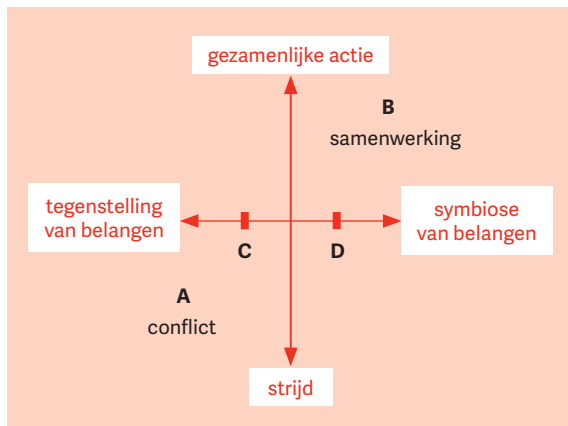 gezamenlijke actie
B
samenwerking
tegenstelling
van belangen
symbiose
van belangen
C
D
A
conflict
strijd